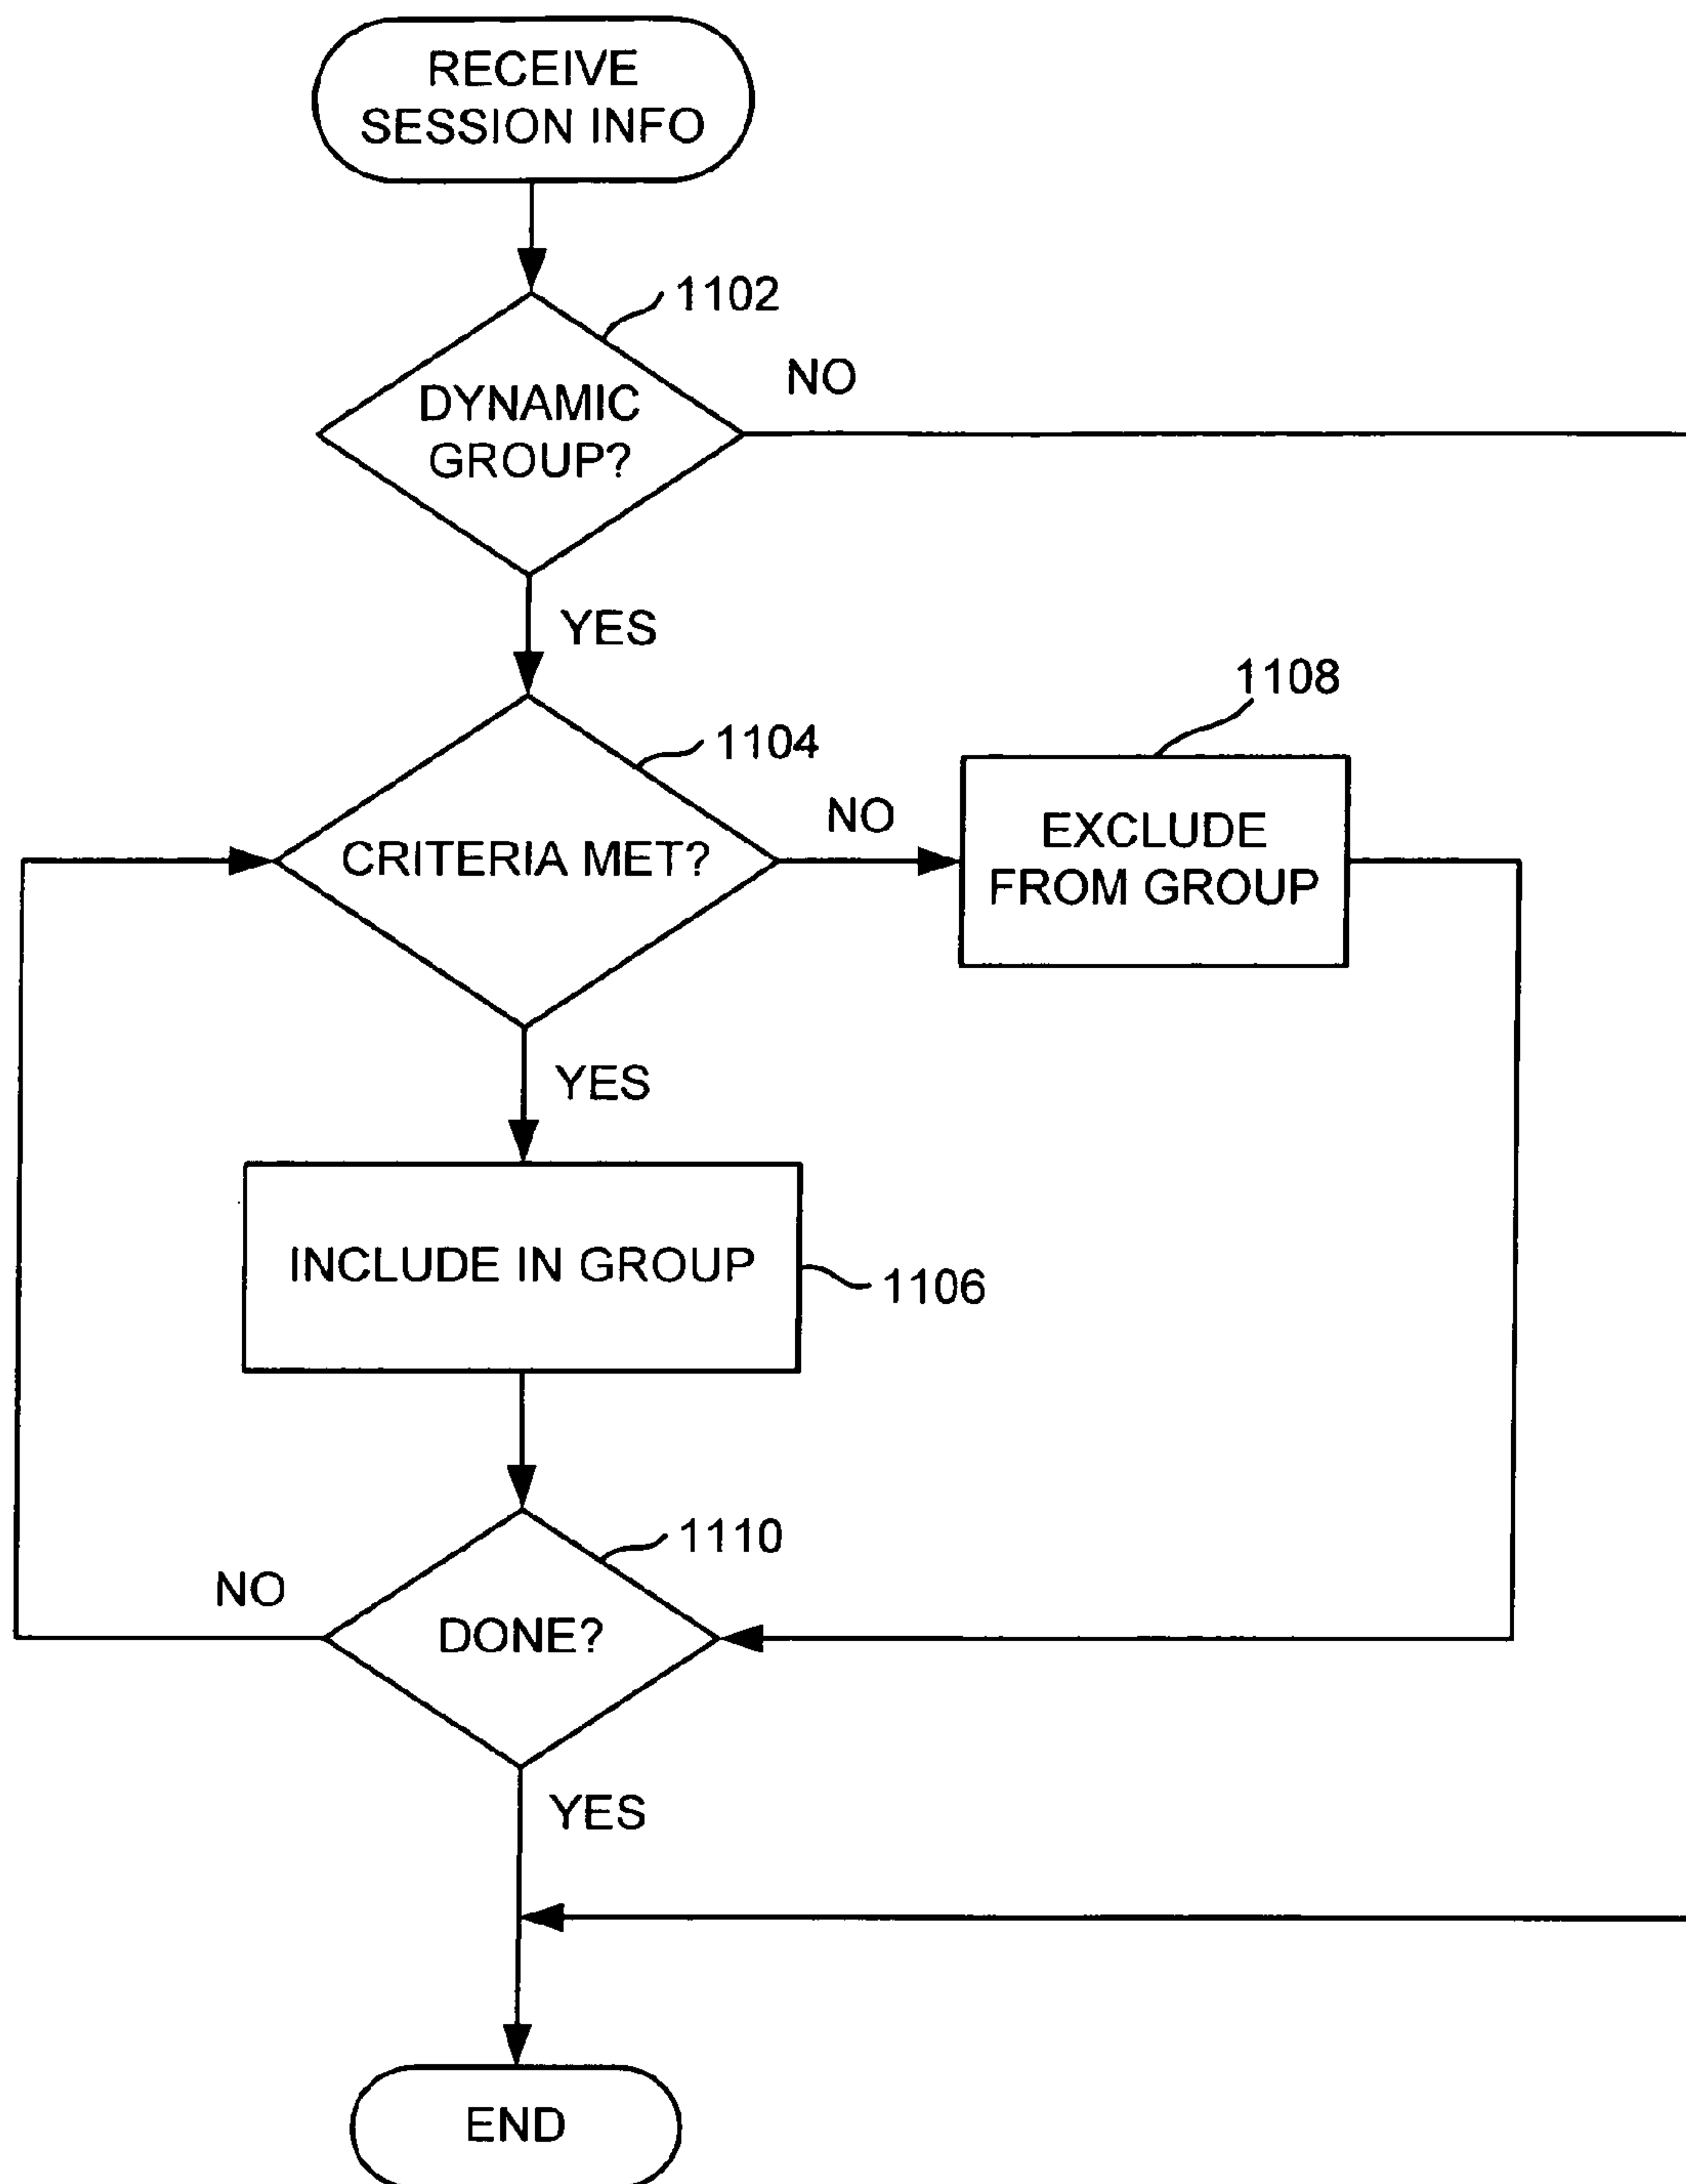 RECEIVE
SESSION INFO
1102
NO
DYNAMIC
GROUP?
YES
1108
1104
NO
EXCLUDE
FROM GROUP
CRITERIA MET?
YES
INCLUDE IN GROUP
1106
1110
NO
DONE?
YES
END